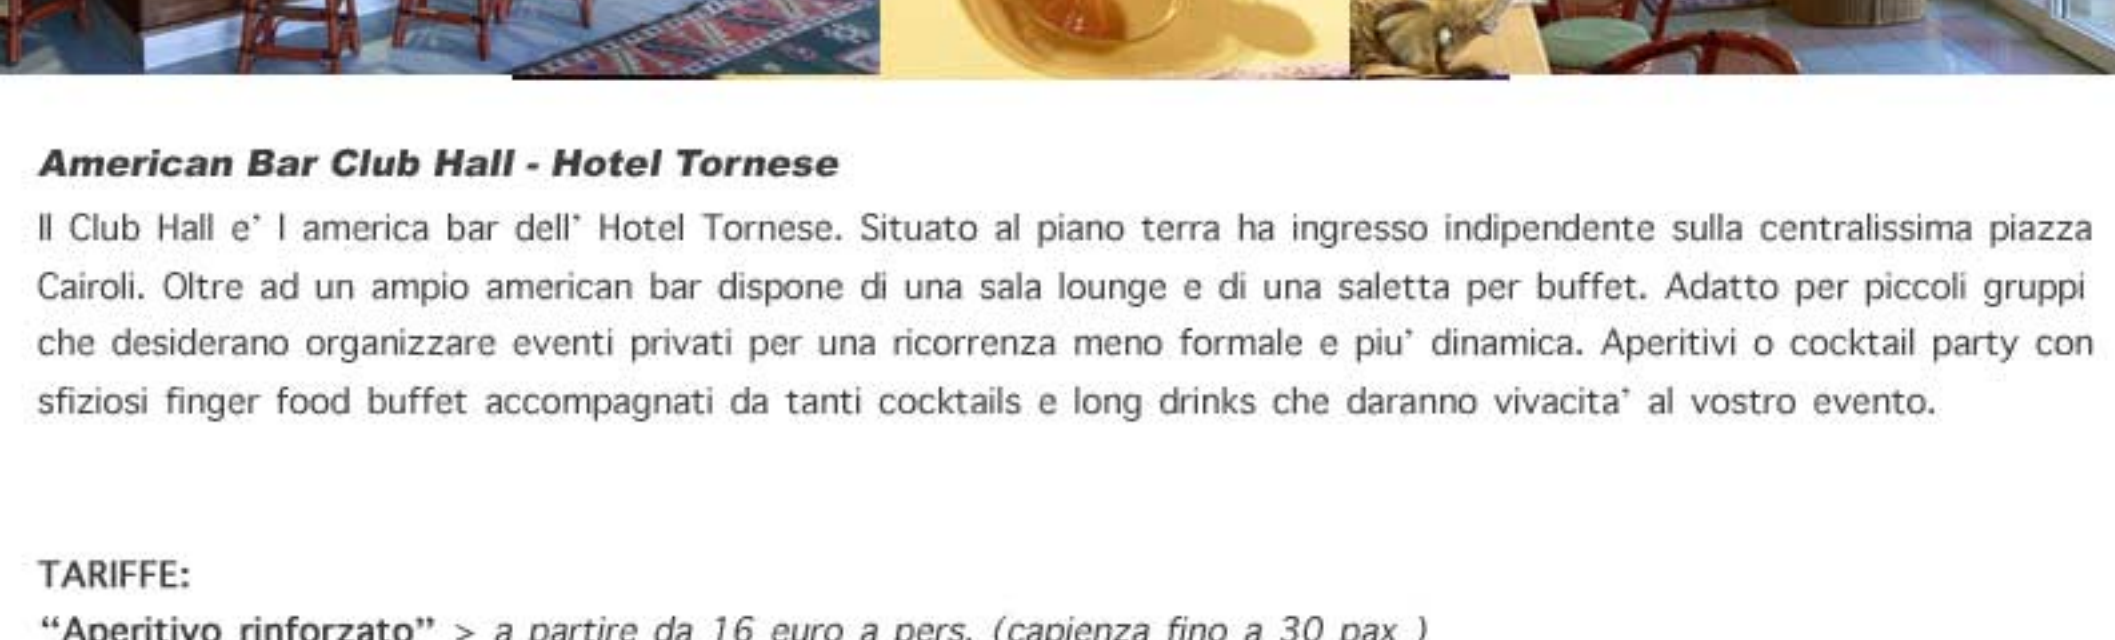 American Bar Club Hall - Hotel Tornese
Il Club Hall e' l america bar dell' Hotel Tornese. Situato al piano terra ha ingresso indipendente sulla centralissima piazza
Cairoli. Oltre ad un ampio american bar dispone di una sala lounge e di una saletta per buffet. Adatto per piccoli gruppi
che desiderano organizzare eventi privati per una ricorrenza meno formale e piu' dinamica. Aperitivi o cocktail party con
sfiziosi finger food buffet accompagnati da tanti cocktails e long drinks che daranno vivacita' al vostro evento.
TARIFFE:
“Aperitivo rinforzato” > a partire da 16 euro a pers. (capienza fino a 30 pax )